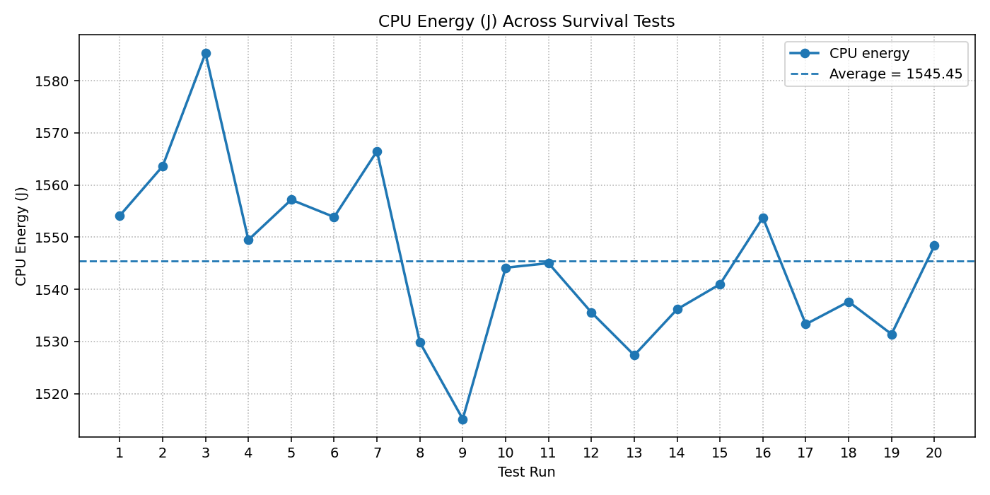 CPU Energy (J) Across Survival Tests
CPU energy
Average = 1545.45
CPU Energy (J)
1580
1570
1560
1550
1540
1530
1520
1 2 3 4 5 6 7 8 9 10 11 12 13 14 15 16 17 18 19 20
Test Run